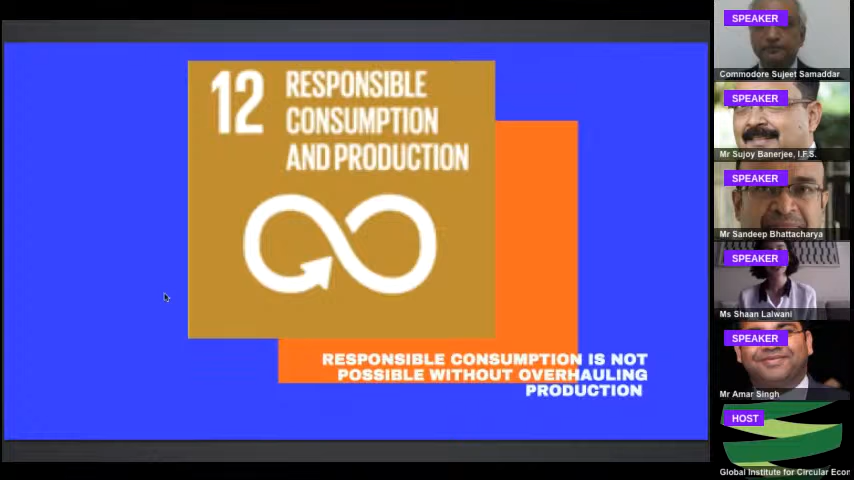 12
RESPONSIBLE
CONSUMPTION
AND PRODUCTION
RESPONSIBLE CONSUMPTION IS NOT
POSSIBLE WITHOUT OVERHAULING
PRODUCTION
SPEAKER
Commodore Sujeet Samaddar
SPEAKER
Mr Sujoy Banerjee, I.F.S.
SPEAKER
Mr Sandeep Bhattacharya
SPEAKER
Ms Shaan Lalwani
SPEAKER
Mr Amar Singh
HOST
Global Institute for Circular Econ